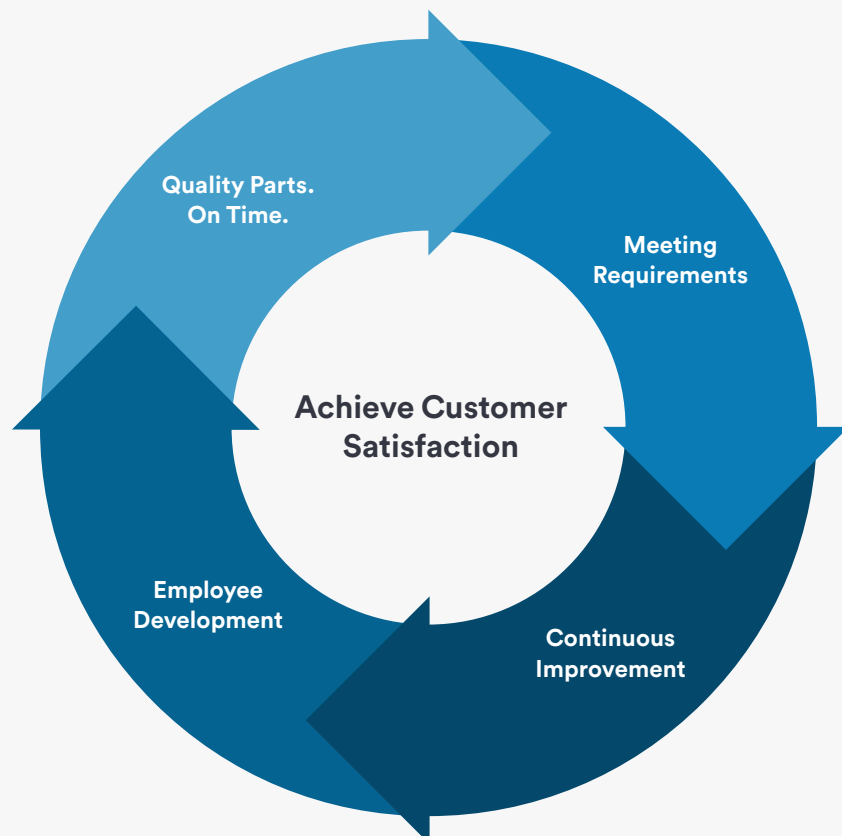 Quality Parts.
On Time.
Meeting
Requirements
Achieve Customer
Satisfaction
Employee
Development
Continuous
Improvement